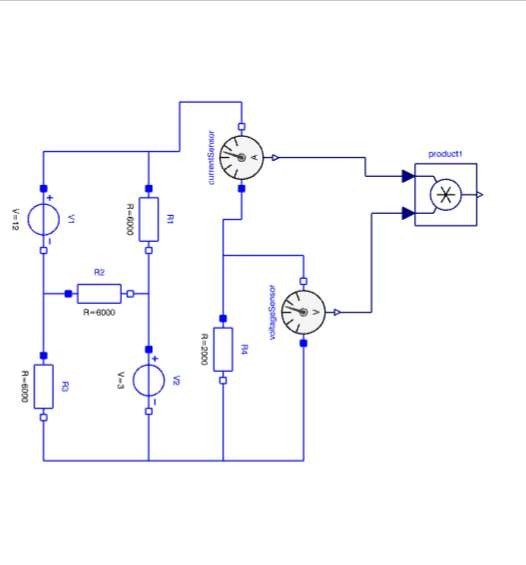 product1
currentSensor
A
+
V1
V=12
-
R1
R=6000
R2
R=6000
voltageSensor
V
R4
R=2000
+
V2
V=3
-
R3
R=6000